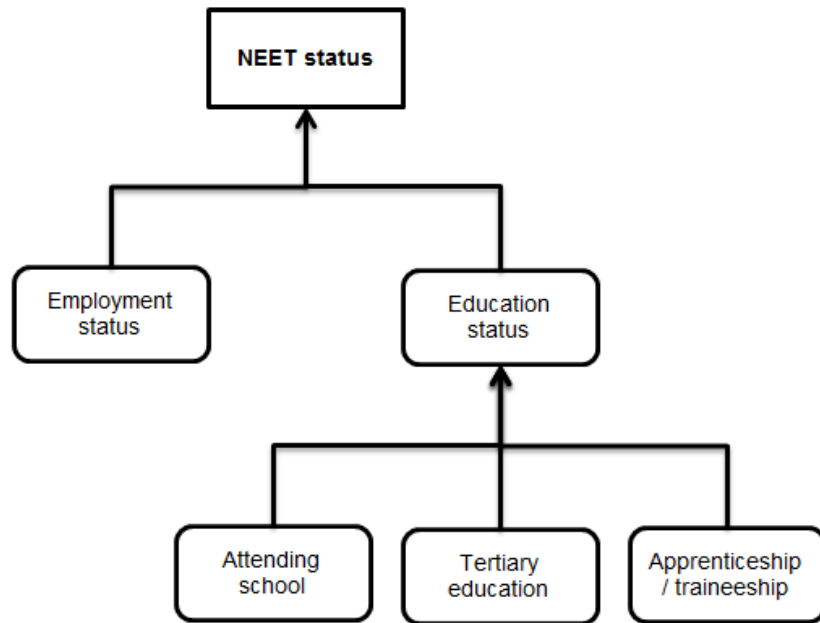 NEET status
Employment
status
Education
status
Attending
school
Tertiary
education
Apprenticeship
/ traineeship